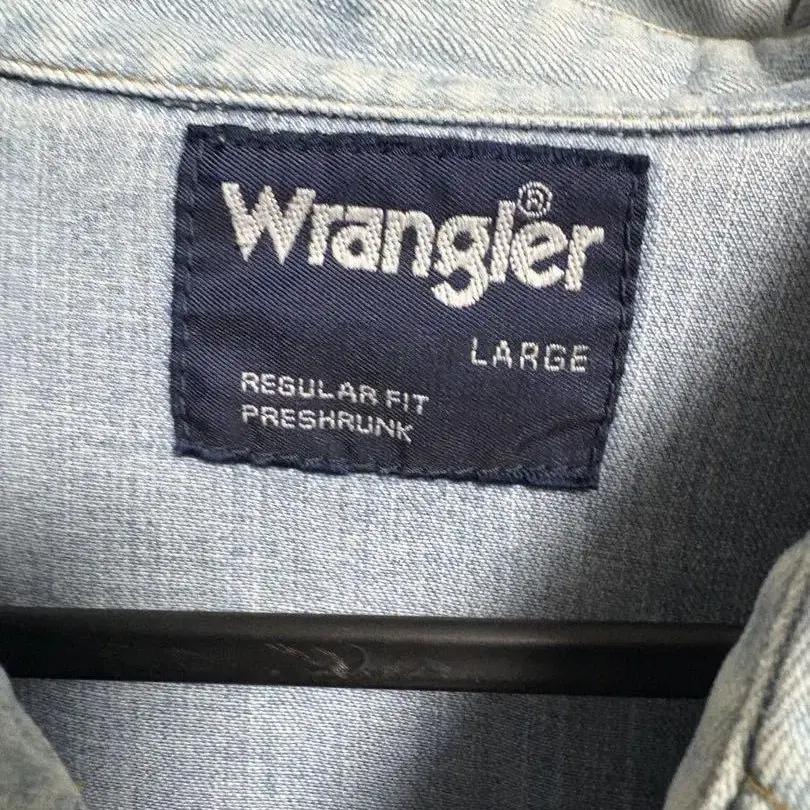 Wrangler®
LARGE
REGULAR FIT
PRESHRUNK